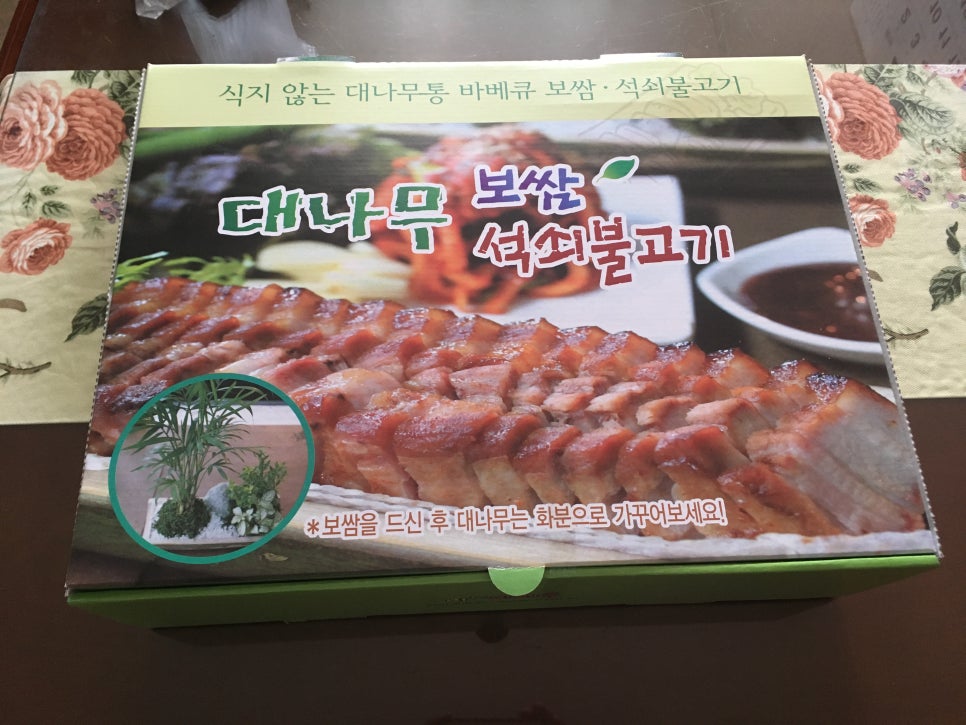 식지 않는 대나무통 바베큐 보쌈·석쇠불고기
대나무 보쌈
석쇠불고기
*보쌈을 드신 후 대나무는 화분으로 가꾸어보세요!